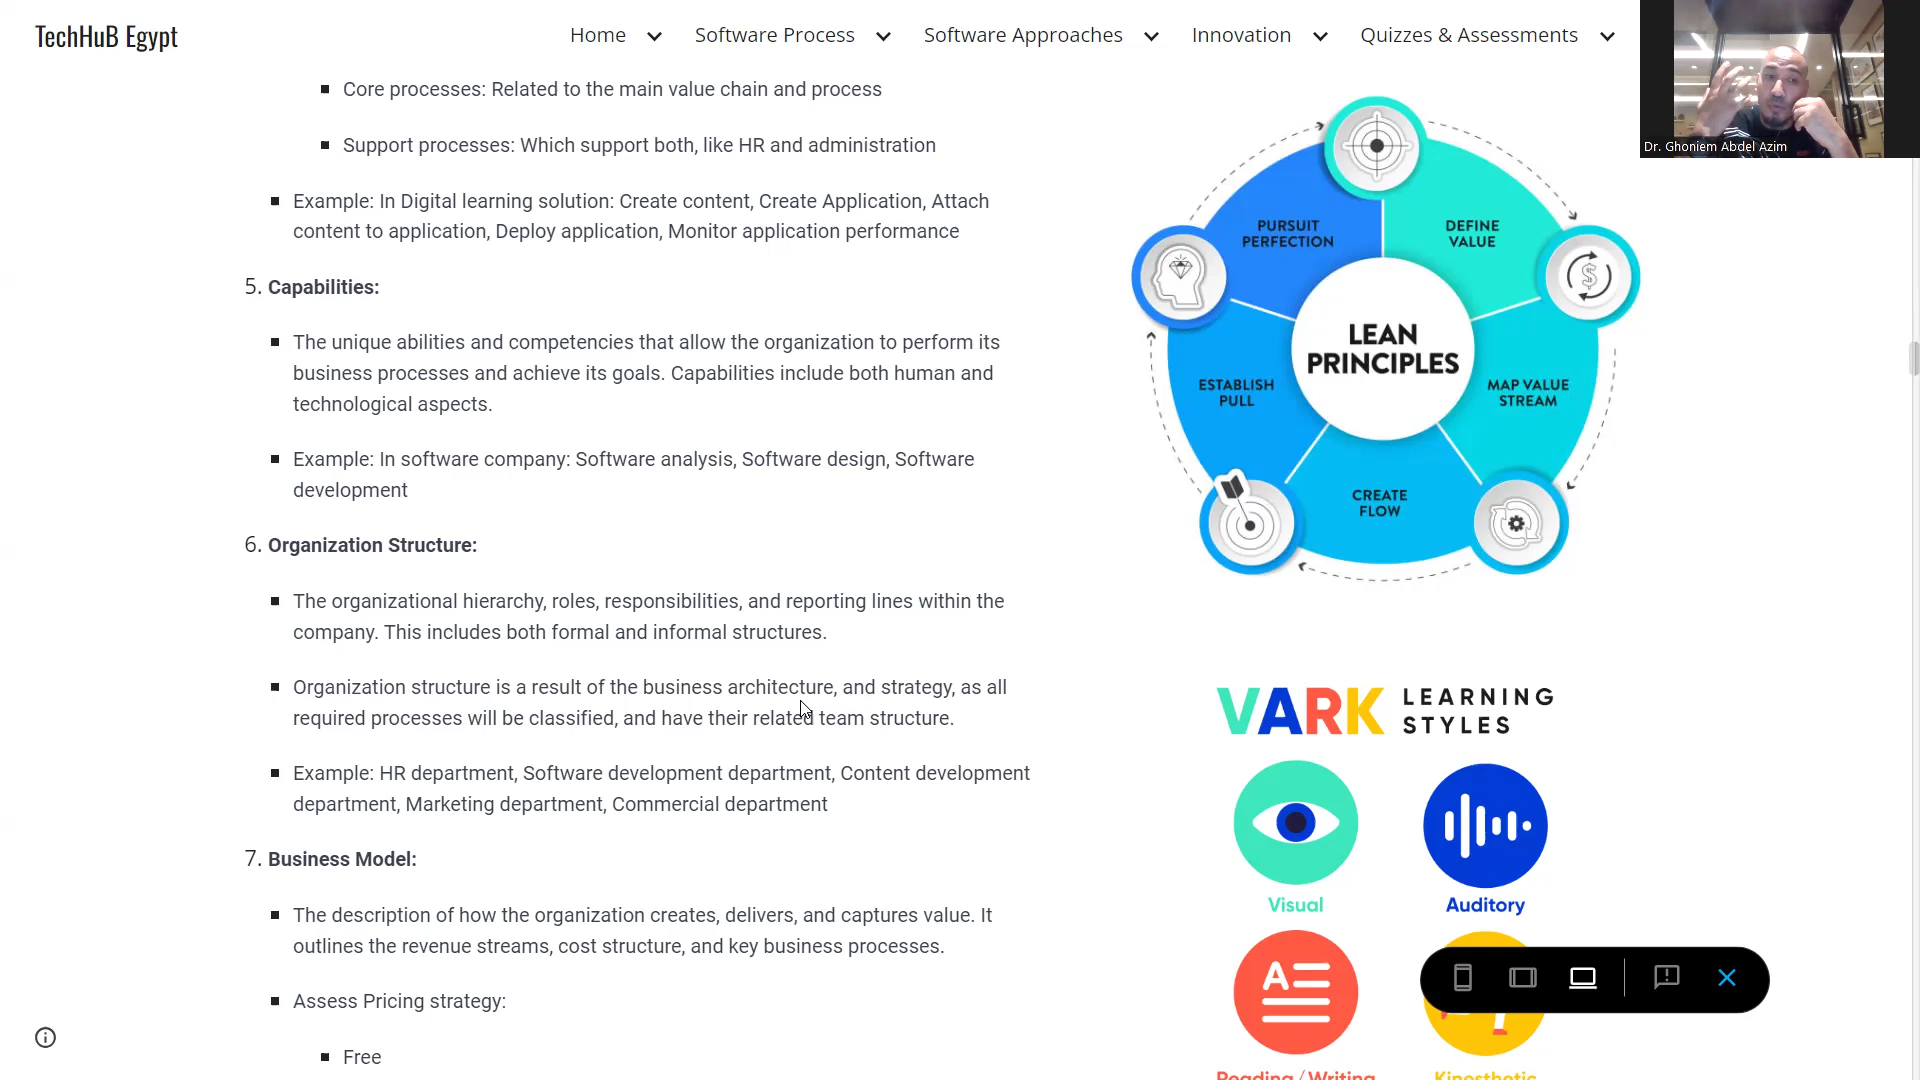 TechHuB Egypt
Home
Software Process
Software Approaches
Innovation
Quizzes & Assessments
Dr. Ghoniem Abdel Azim
Core processes: Related to the main value chain and process
Support processes: Which support both, like HR and administration
Example: In Digital learning solution: Create content, Create Application, Attach
content to application, Deploy application, Monitor application performance
5. Capabilities:
The unique abilities and competencies that allow the organization to perform its
business processes and achieve its goals. Capabilities include both human and
technological aspects.
Example: In software company: Software analysis, Software design, Software
development
6. Organization Structure:
The organizational hierarchy, roles, responsibilities, and reporting lines within the
company. This includes both formal and informal structures.
Organization structure is a result of the business architecture, and strategy, as all
required processes will be classified, and have their related team structure.
Example: HR department, Software development department, Content development
department, Marketing department, Commercial department
7. Business Model:
The description of how the organization creates, delivers, and captures value. It
outlines the revenue streams, cost structure, and key business processes.
Assess Pricing strategy:
Free
PURSUIT
PERFECTION
DEFINE
VALUE
LEAN
PRINCIPLES
ESTABLISH
PULL
MAP VALUE
STREAM
CREATE
FLOW
VARK LEARNING
STYLES
Visual
Auditory
A
Reading/Writing
Kinesthetic